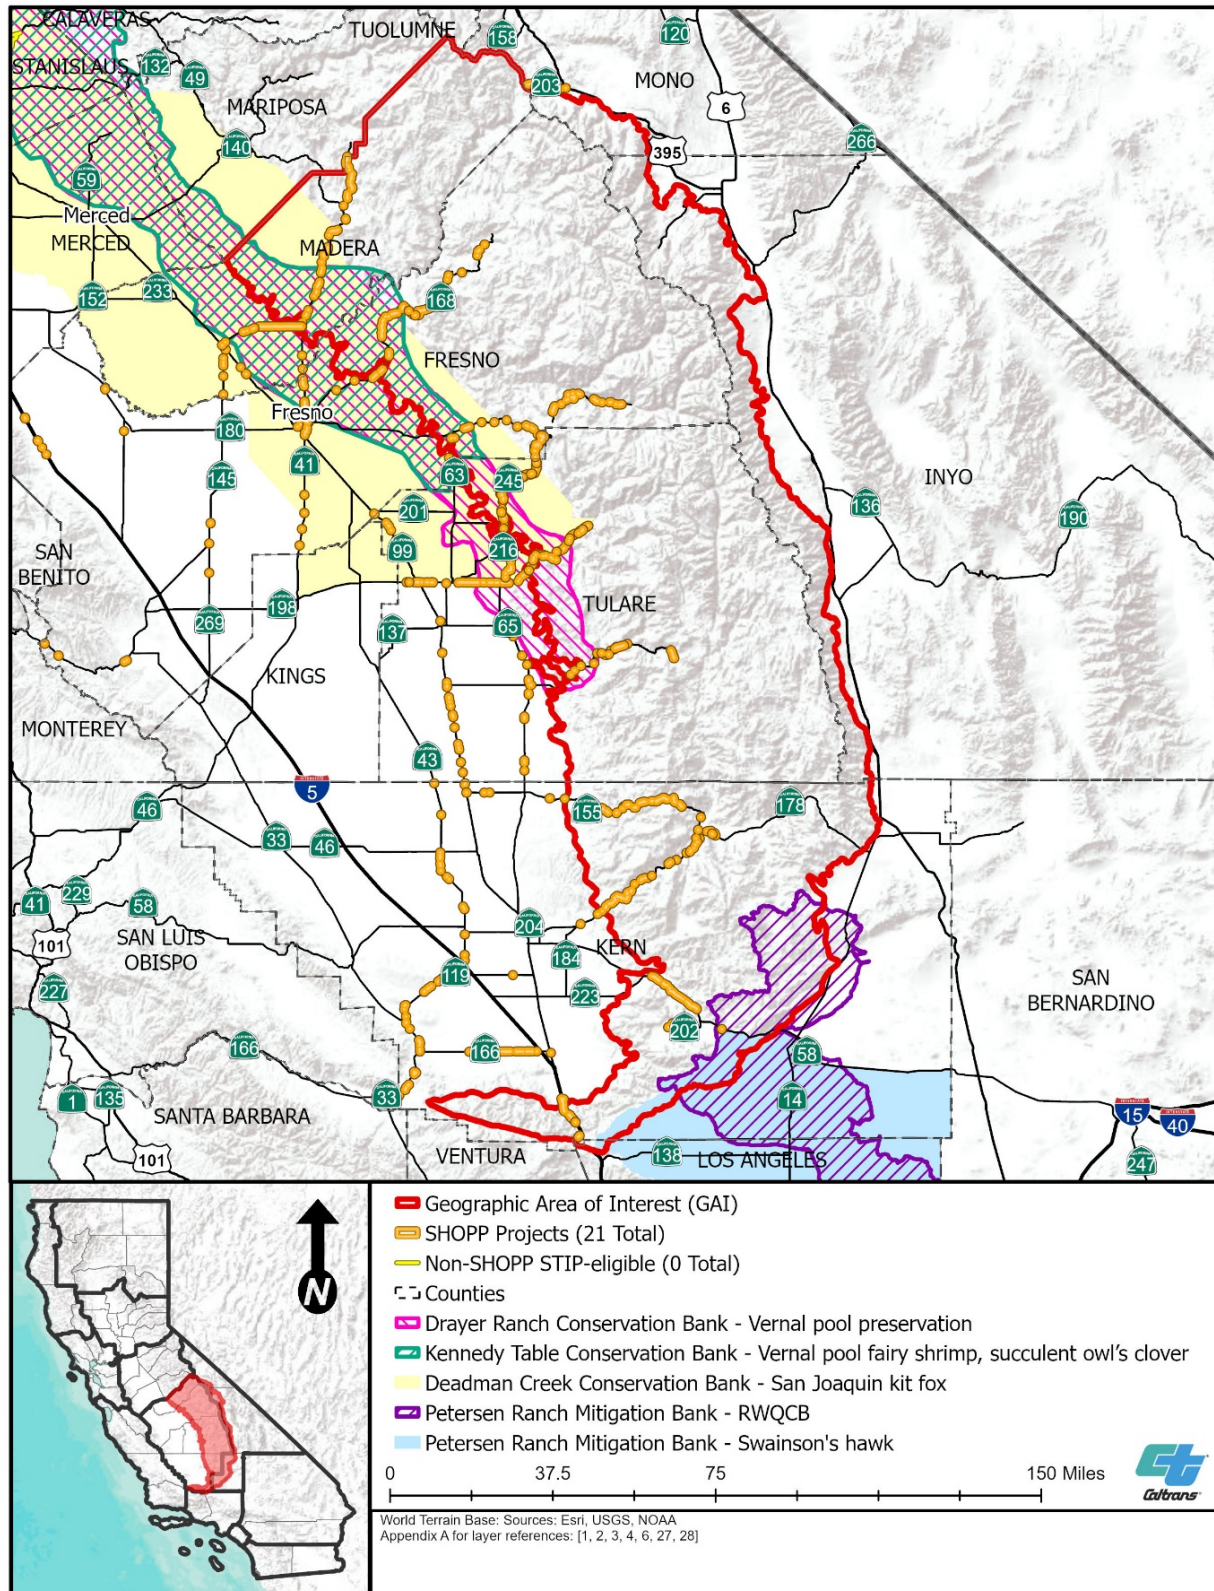 CALAVERAS
TUOLUMNE
158
120
STANISLAUS
132
49
203
MONO
6
MARIPOSA
140
395
266
59
Merced
MERCED
MADERA
152
233
168
FRESNO
Fresno
180
41
145
63
245
INYO
136
190
201
99
216
SAN
BENITO
TULARE
269
198
137
65
KINGS
MONTEREY
43
INTERSTATE
5
46
33
46
155
178
41
229
58
101
SAN LUIS
OBISPO
204
KERN
184
119
223
227
SAN
BERNARDINO
166
166
202
58
1
135
33
14
SANTA BARBARA
INTERSTATE
15
INTERSTATE
40
101
VENTURA
138
LOS ANGELES
247
N
Geographic Area of Interest (GAI)
SHOPP Projects (21 Total)
Non-SHOPP STIP-eligible (0 Total)
Counties
Drayer Ranch Conservation Bank - Vernal pool preservation
Kennedy Table Conservation Bank - Vernal pool fairy shrimp, succulent owl's clover
Deadman Creek Conservation Bank - San Joaquin kit fox
Petersen Ranch Mitigation Bank - RWQCB
Petersen Ranch Mitigation Bank - Swainson's hawk
0 37.5 75 150 Miles
Caltrans
World Terrain Base: Sources: Esri, USGS, NOAA
Appendix A for layer references: [1, 2, 3, 4, 6, 27, 28]